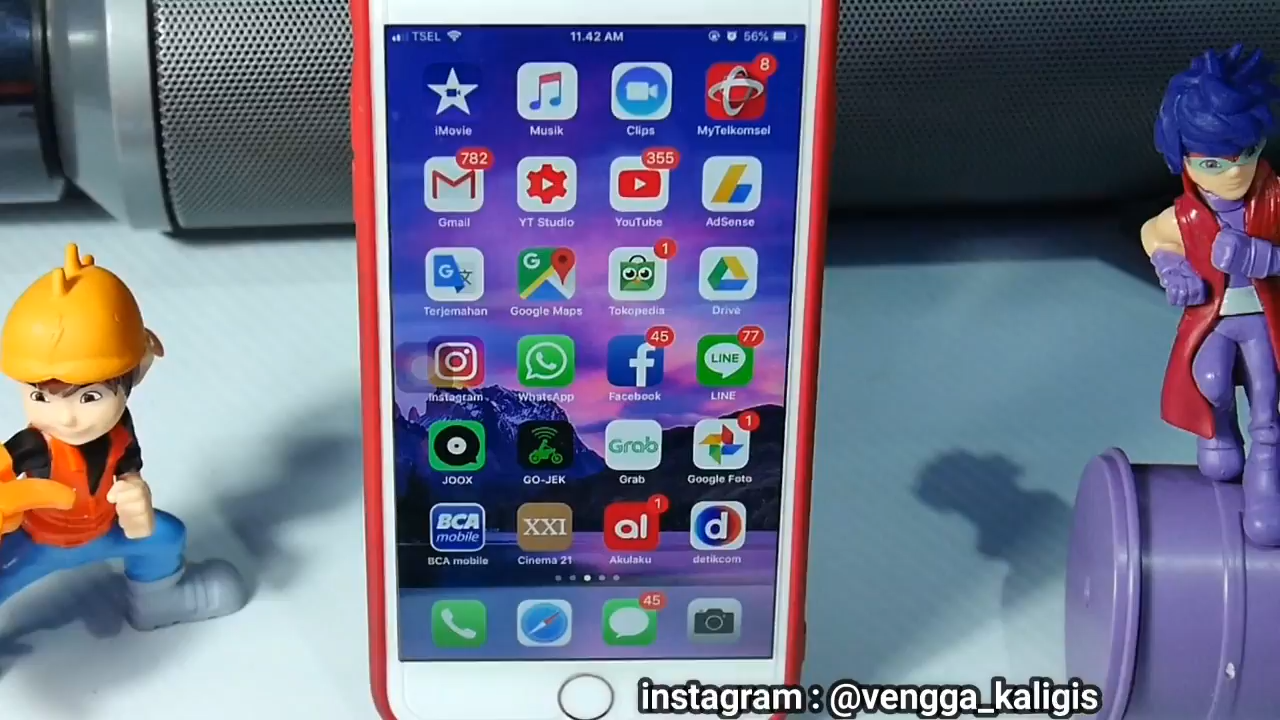 TSEL 11.42 AM 56%
8
iMovie Musik Clips MyTelkomsel
782 355
Gmail YT Studio YouTube AdSense
G 1
Terjemahan Google Maps Tokopedia Drive
45 77
LINE
Instagram WhatsApp Facebook LINE
Grab 1
JOOX GO-JEK Grab Google Foto
BCA mobile XXI al 1 d
BCA mobile Cinema 21 Akulaku detikcom
45
instagram : @vengga_kaligis